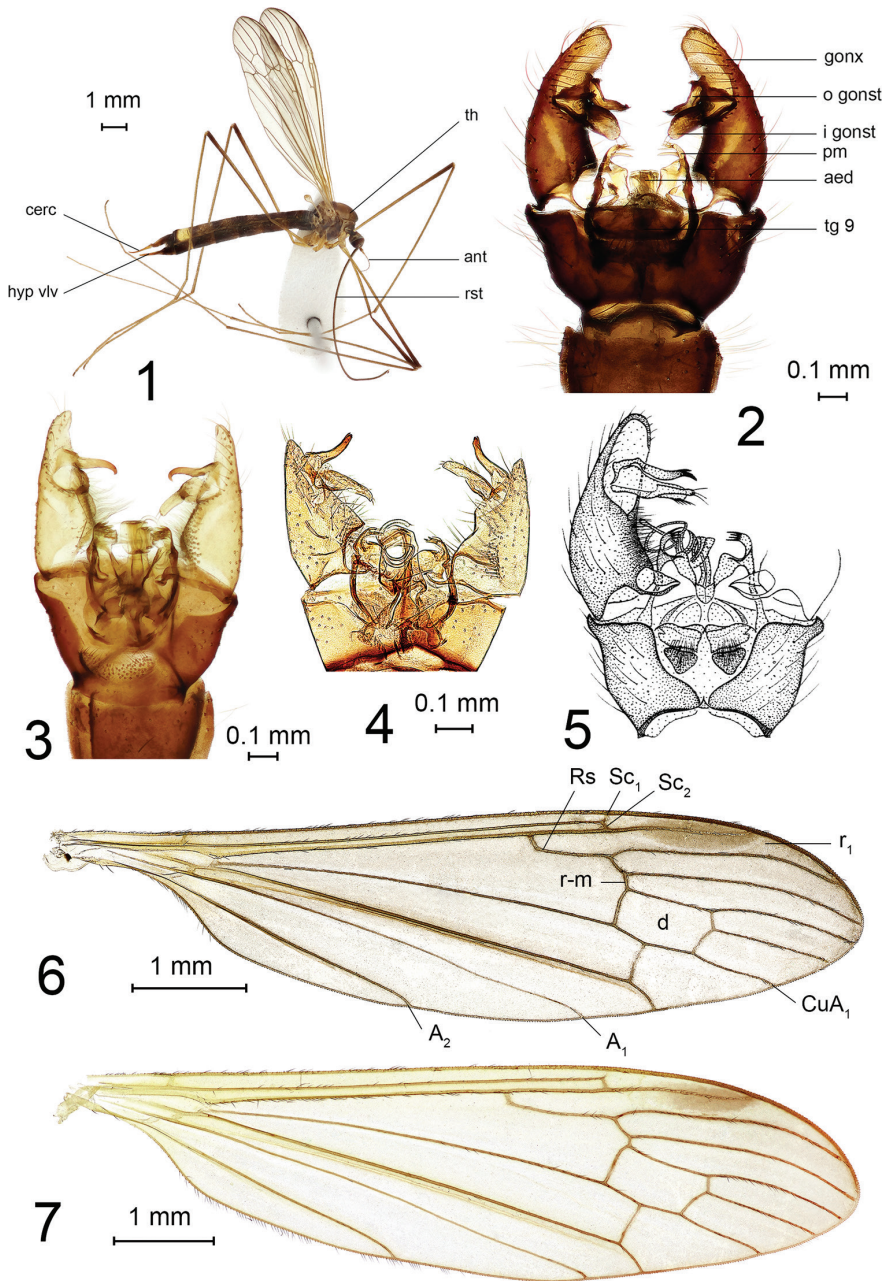 1 mm
th
cerc
hyp vlv
ant
rst
1
gonx
o gonst
i gonst
pm
aed
tg 9
0.1 mm
2
3
0.1 mm
4
0.1 mm
5
Rs
Sc1
Sc2
r1
r-m
d
6
1 mm
A2
A1
CuA1
7
1 mm